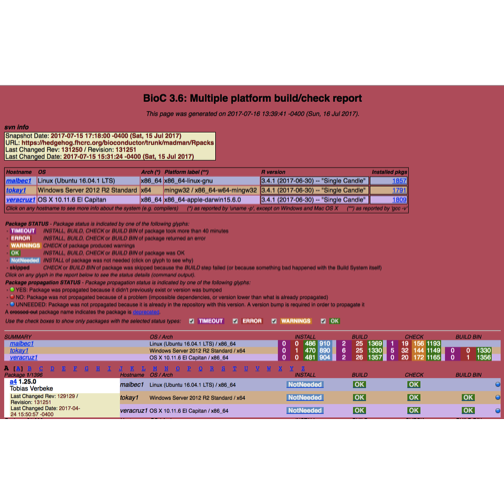 BioC 3.6: Multiple platform build/check report
This page was generated on 2017-07-16 13:39:41 -0400 (Sun, 16 Jul 2017).
svn info
Snapshot Date: 2017-07-15 17:18:00 -0400 (Sat, 15 Jul 2017)
URL: https://hedgehog.fhcrc.org/bioconductor/trunk/madman/Rpacks
Last Changed Rev: 131250 / Revision: 131251
Last Changed Date: 2017-07-15 15:31:24 -0400 (Sat, 15 Jul 2017)
Hostname OS Arch (*) Platform label (**) R version Installed pkgs
malbec1 Linux (Ubuntu 16.04.1 LTS) x86_64 x86_64-linux-gnu 3.4.1 (2017-06-30) -- "Single Candle" 1857
tokay1 Windows Server 2012 R2 Standard x64 mingw32 / x86_64-w64-mingw32 3.4.1 (2017-06-30) -- "Single Candle" 1791
veracruz1 OS X 10.11.6 El Capitan x86_64 x86_64-apple-darwin15.6.0 3.4.1 (2017-06-30) -- "Single Candle" 1809
Click on any hostname to see more info about the system (e.g. compilers) (*) as reported by 'uname -p', except on Windows and Mac OS X (**) as reported by 'gcc -v'
Package STATUS - Package status is indicated by one of the following glyphs:
TIMEOUT INSTALL, BUILD, CHECK or BUILD BIN of package took more than 40 minutes
ERROR INSTALL, BUILD, CHECK or BUILD BIN of package returned an error
WARNINGS CHECK of package produced warnings
OK INSTALL, BUILD, CHECK or BUILD BIN of package was OK
NotNeeded INSTALL of package was not needed (click on glyph to see why)
skipped CHECK or BUILD BIN of package was skipped because the BUILD step failed (or because something bad happened with the Build System itself)
Click on any glyph in the report below to see the status details (command output).
Package propagation STATUS - Package propagation status is indicated by one of the following glyphs:
YES: Package was propagated because it didn't previously exist or version was bumped
NO: Package was not propagated because of a problem (impossible dependencies, or version lower than what is already propagated)
UNNEEDED: Package was not propagated because it is already in the repository with this version. A version bump is required in order to propagate it
A crossed-out package name indicates the package is deprecated.
Use the check boxes to show only packages with the selected status types: TIMEOUT ERROR WARNINGS OK
SUMMARY OS / Arch INSTALL BUILD CHECK BUILD BIN
malbec1 Linux (Ubuntu 16.04.1 LTS) / x86_64 0 0 486 910 2 25 1369 1 19 156 1193
tokay1 Windows Server 2012 R2 Standard / x64 0 1 470 890 6 25 1330 5 32 144 1149 0 0 1330
veracruz1 OS X 10.11.6 El Capitan / x86_64 0 0 461 904 2 26 1357 0 20 172 1165 0 1 1356
A [A] B C D E F G H I J K L M N O P Q R S T U V W X Y Z
Package 1/1396 Hostname OS / Arch INSTALL BUILD CHECK BUILD BIN
a4 1.25.0
Tobias Verbeke
Last Changed Rev: 129129 / Revision: 131251
Last Changed Date: 2017-04-24 15:50:57 -0400
malbec1 Linux (Ubuntu 16.04.1 LTS) / x86_64 NotNeeded OK OK
tokay1 Windows Server 2012 R2 Standard / x64 NotNeeded OK OK OK
veracruz1 OS X 10.11.6 El Capitan / x86_64 NotNeeded OK OK OK